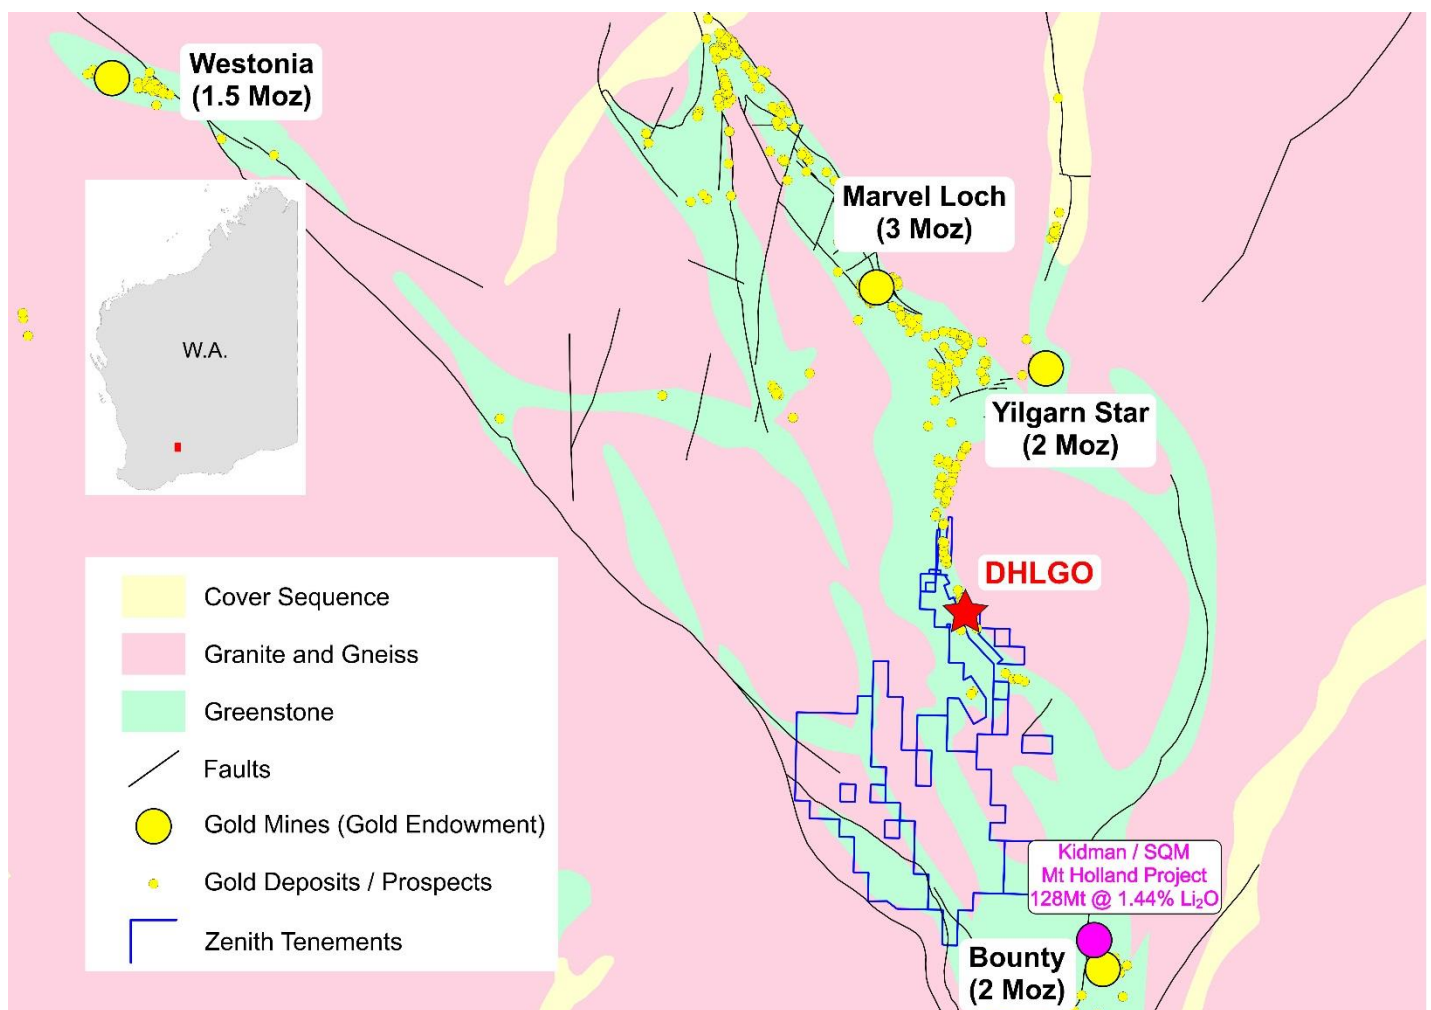 Westonia
(1.5 Moz)
Marvel Loch
(3 Moz)
W.A.
Yilgarn Star
(2 Moz)
DHLGO
Cover Sequence
Granite and Gneiss
Greenstone
Faults
Gold Mines (Gold Endowment)
Gold Deposits / Prospects
Zenith Tenements
Kidman / SQM
Mt Holland Project
128Mt @ 1.44% Li₂O
Bounty
(2 Moz)